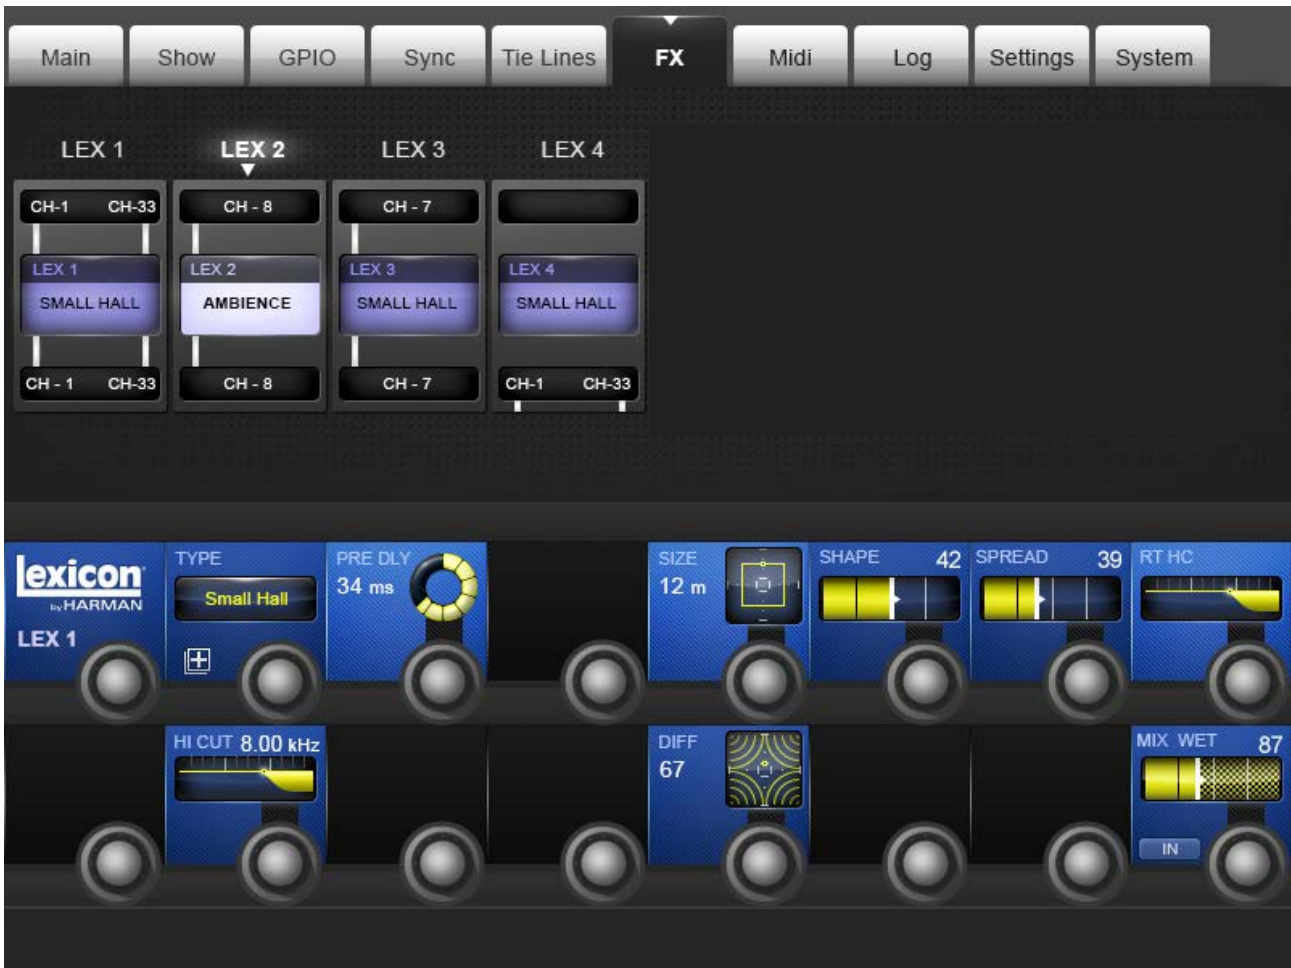 Main Show GPIO Sync Tie Lines FX Midi Log Settings System
LEX 1 LEX 2 LEX 3 LEX 4
CH-1 CH-33 CH - 8 CH - 7
LEX 1 LEX 2 LEX 3 LEX 4
SMALL HALL AMBIENCE SMALL HALL SMALL HALL
CH - 1 CH-33 CH - 8 CH - 7 CH-1 CH-33
lexicon TYPE PRE DLY SIZE SHAPE 42 SPREAD 39 RT HC
by HARMAN Small Hall 34 ms 12 m
LEX 1
HI CUT 8.00 kHz DIFF MIX WET 87
67
IN